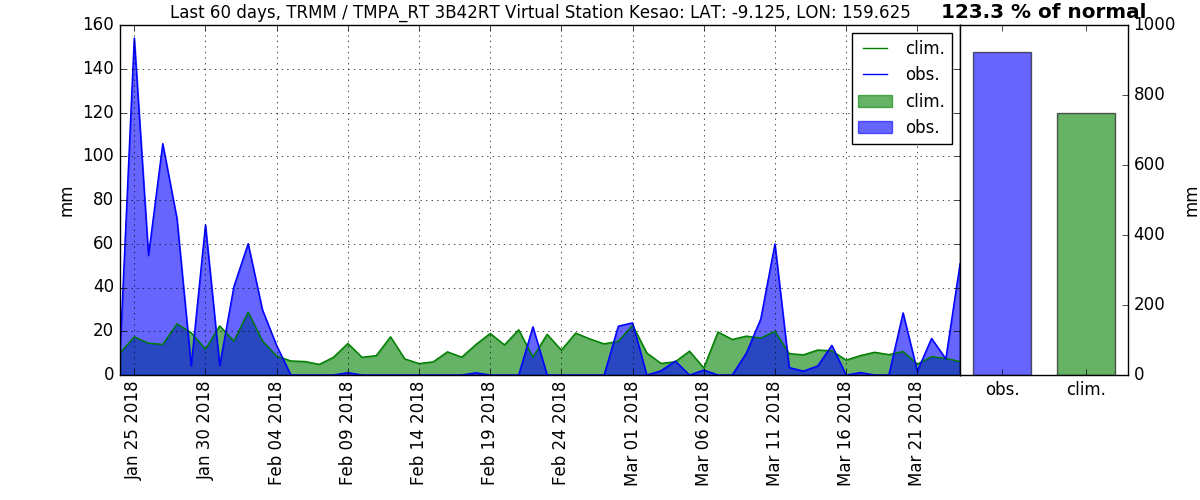 Last 60 days, TRMM / TMPA_RT 3B42RT Virtual Station Kesao: LAT: -9.125, LON: 159.625
123.3 % of normal
160
140
120
100
80
60
40
20
0
mm
clim.
obs.
clim.
obs.
1000
800
600
400
200
0
mm
obs.
clim.
Jan 25 2018
Jan 30 2018
Feb 04 2018
Feb 09 2018
Feb 14 2018
Feb 19 2018
Feb 24 2018
Mar 01 2018
Mar 06 2018
Mar 11 2018
Mar 16 2018
Mar 21 2018